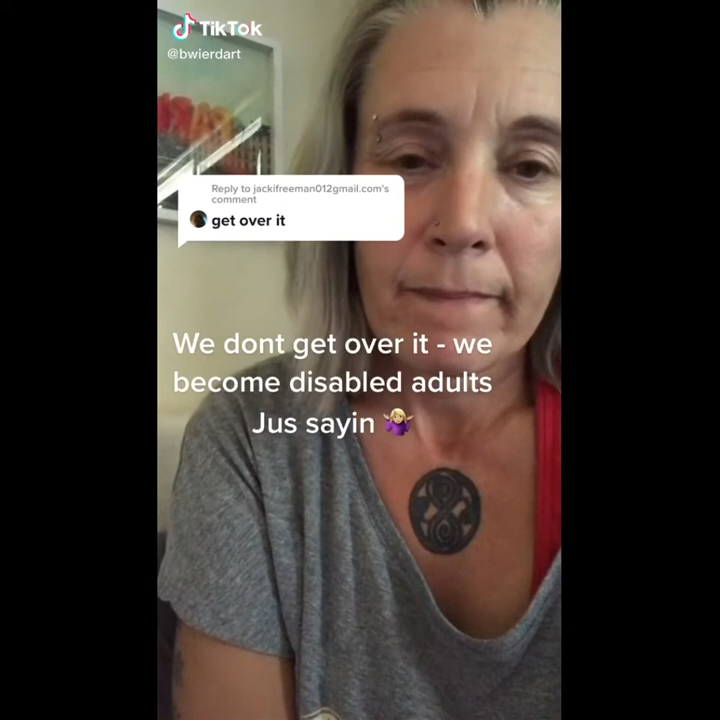 TikTok
@bwierdart
Reply to jackifreeman012gmail.com's
comment
get over it
We dont get over it - we
become disabled adults
Jus sayin 🤷🏼‍♀️